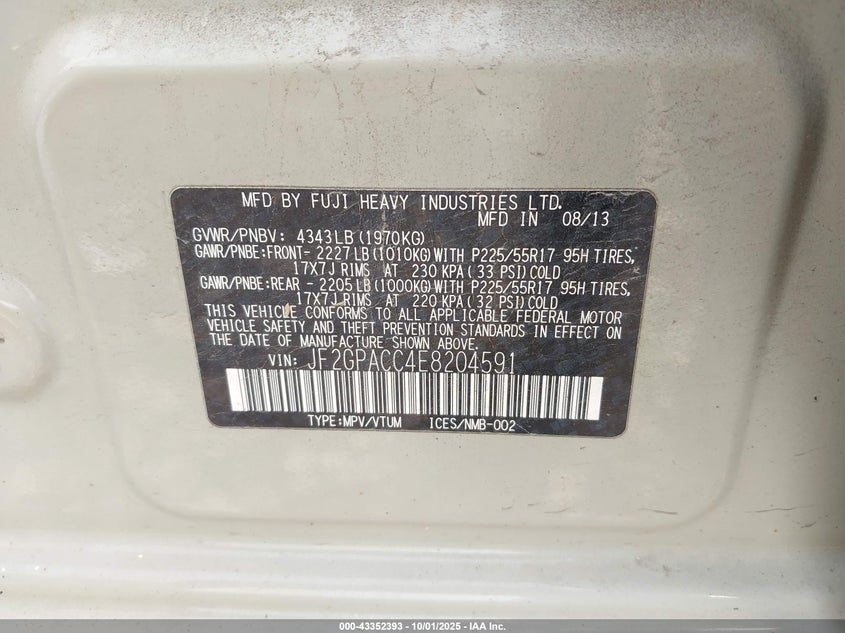 MFD BY FUJI HEAVY INDUSTRIES LTD.
MFD IN 08/13
GVWR/PNBV: 4343LB(1970KG)
GAWR/PNBE:FRONT- 2227LB(1010KG)WITH P225/55R17 95H TIRES,
17X7J RIMS AT 230 KPA(33 PSI)COLD
GAWR/PNBE:REAR - 2205LB(1000KG)WITH P225/55R17 95H TIRES,
17X7J RIMS AT 220 KPA(32 PSI)COLD
THIS VEHICLE CONFORMS TO ALL APPLICABLE FEDERAL MOTOR
VEHICLE SAFETY AND THEFT PREVENTION STANDARDS IN EFFECT ON
THE DATE OF MANUFACTURE SHOWN ABOVE.
VIN: JF2GPACC4E8204591
TYPE:MPV/VTUM ICES/NMB-002
000-43352393 - 10/01/2025 - IAA Inc.